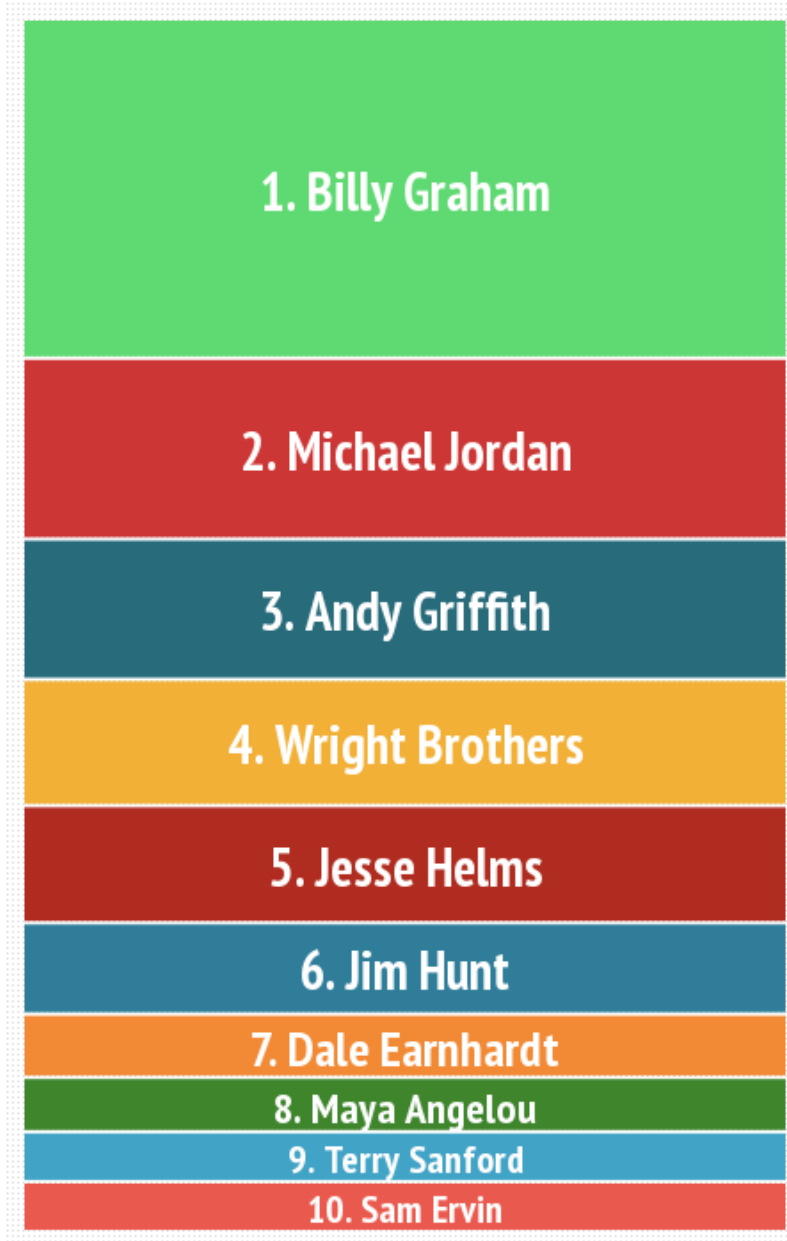 1. Billy Graham
2. Michael Jordan
3. Andy Griffith
4. Wright Brothers
5. Jesse Helms
6. Jim Hunt
7. Dale Earnhardt
8. Maya Angelou
9. Terry Sanford
10. Sam Ervin